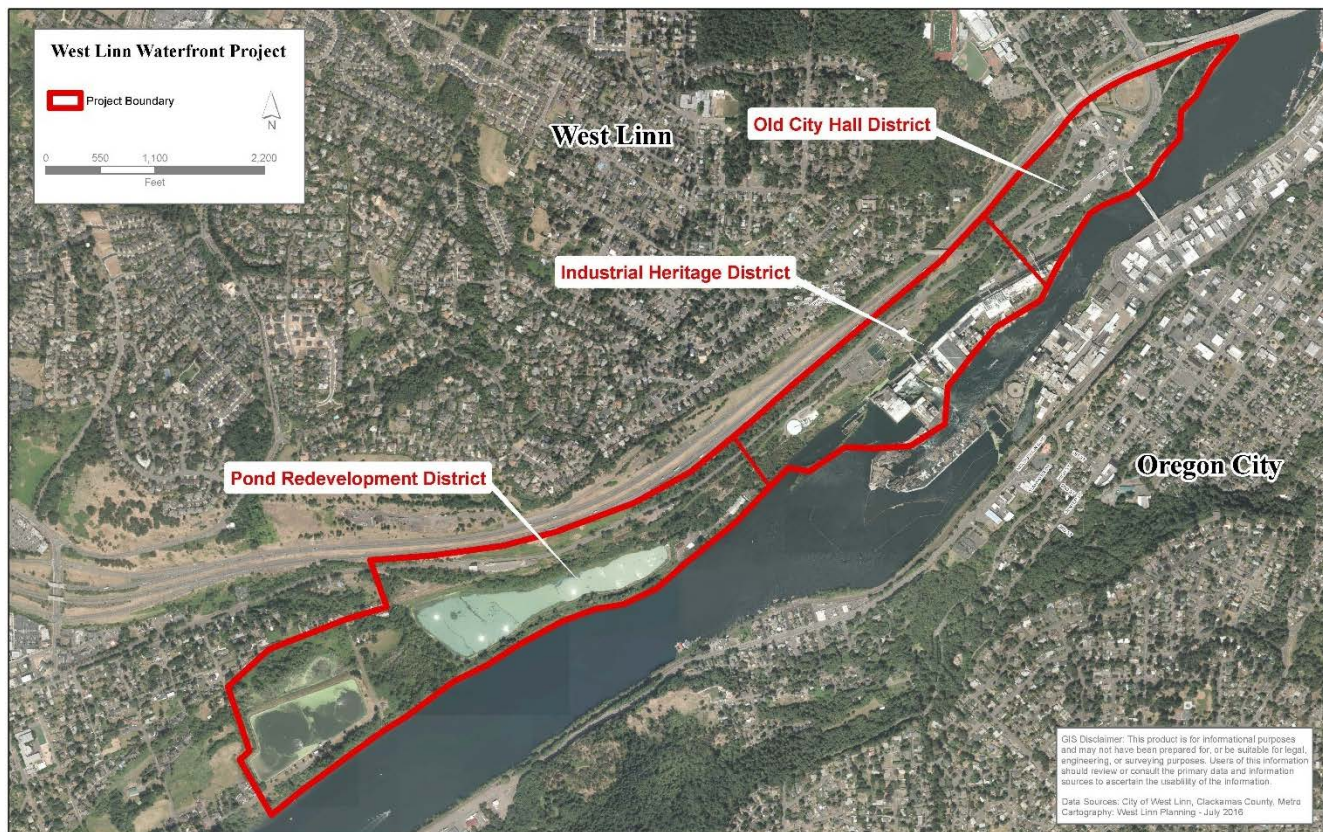 West Linn Waterfront Project
Project Boundary
N
0 550 1,100 2,200
Feet
West Linn
Old City Hall District
Industrial Heritage District
Pond Redevelopment District
Oregon City
GIS Disclaimer: This product is for informational purposes
and may not have been prepared for, or be suitable for legal,
engineering, or surveying purposes. Users of this information
should review or consult the primary data and information
sources to ascertain the usability of the information.
Data Sources: City of West Linn, Clackamas County, Metro
Cartography: West Linn Planning - July 2016